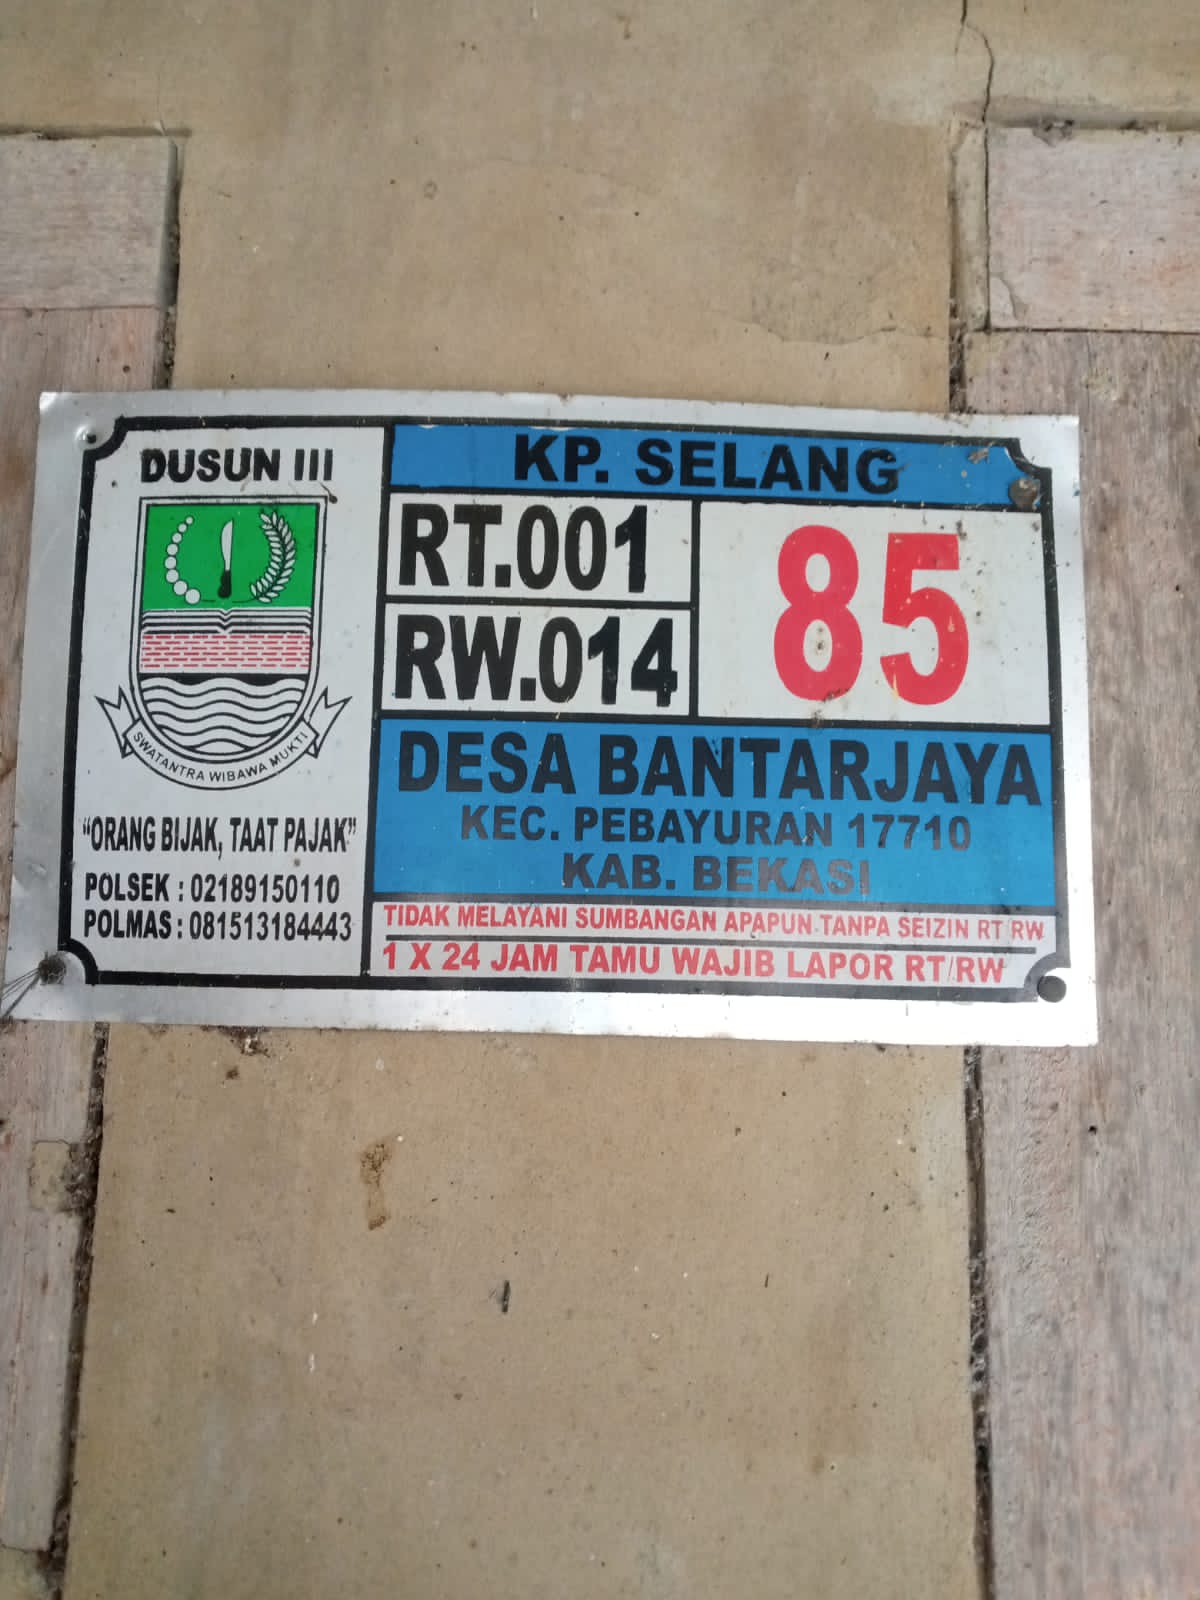 DUSUN III
SWATANTRA WIBAWA MUKTI
"ORANG BIJAK, TAAT PAJAK"
POLSEK : 02189150110
POLMAS : 081513184443
KP. SELANG
RT.001
RW.014
85
DESA BANTARJAYA
KEC. PEBAYURAN 17710
KAB. BEKASI
TIDAK MELAYANI SUMBANGAN APAPUN TANPA SEIZIN RT RW
1 X 24 JAM TAMU WAJIB LAPOR RT/RW